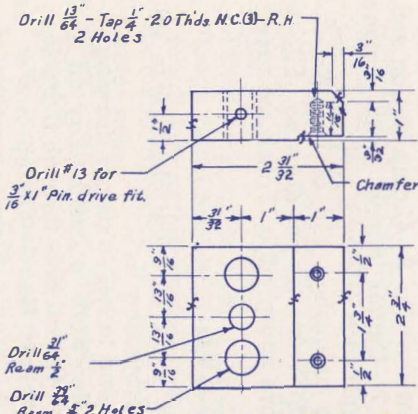 Drill 13/64 - Tap 1/4" - 20 Thds. N.C.(3)-R.H.
2 Holes
3/16
3/16
1"
1/2"
3/32
2 31/32
Drill #13 for
3/16 X 1" Pin. drive fit.
Chamfer
31/32
1"
1"
9/16
13/16
13/16
9/16
1/2"
1 3/4"
1/2"
2 3/4"
Drill 31/64
Ream 1/2"
Drill 39/64
Ream 5/8" 2 Holes